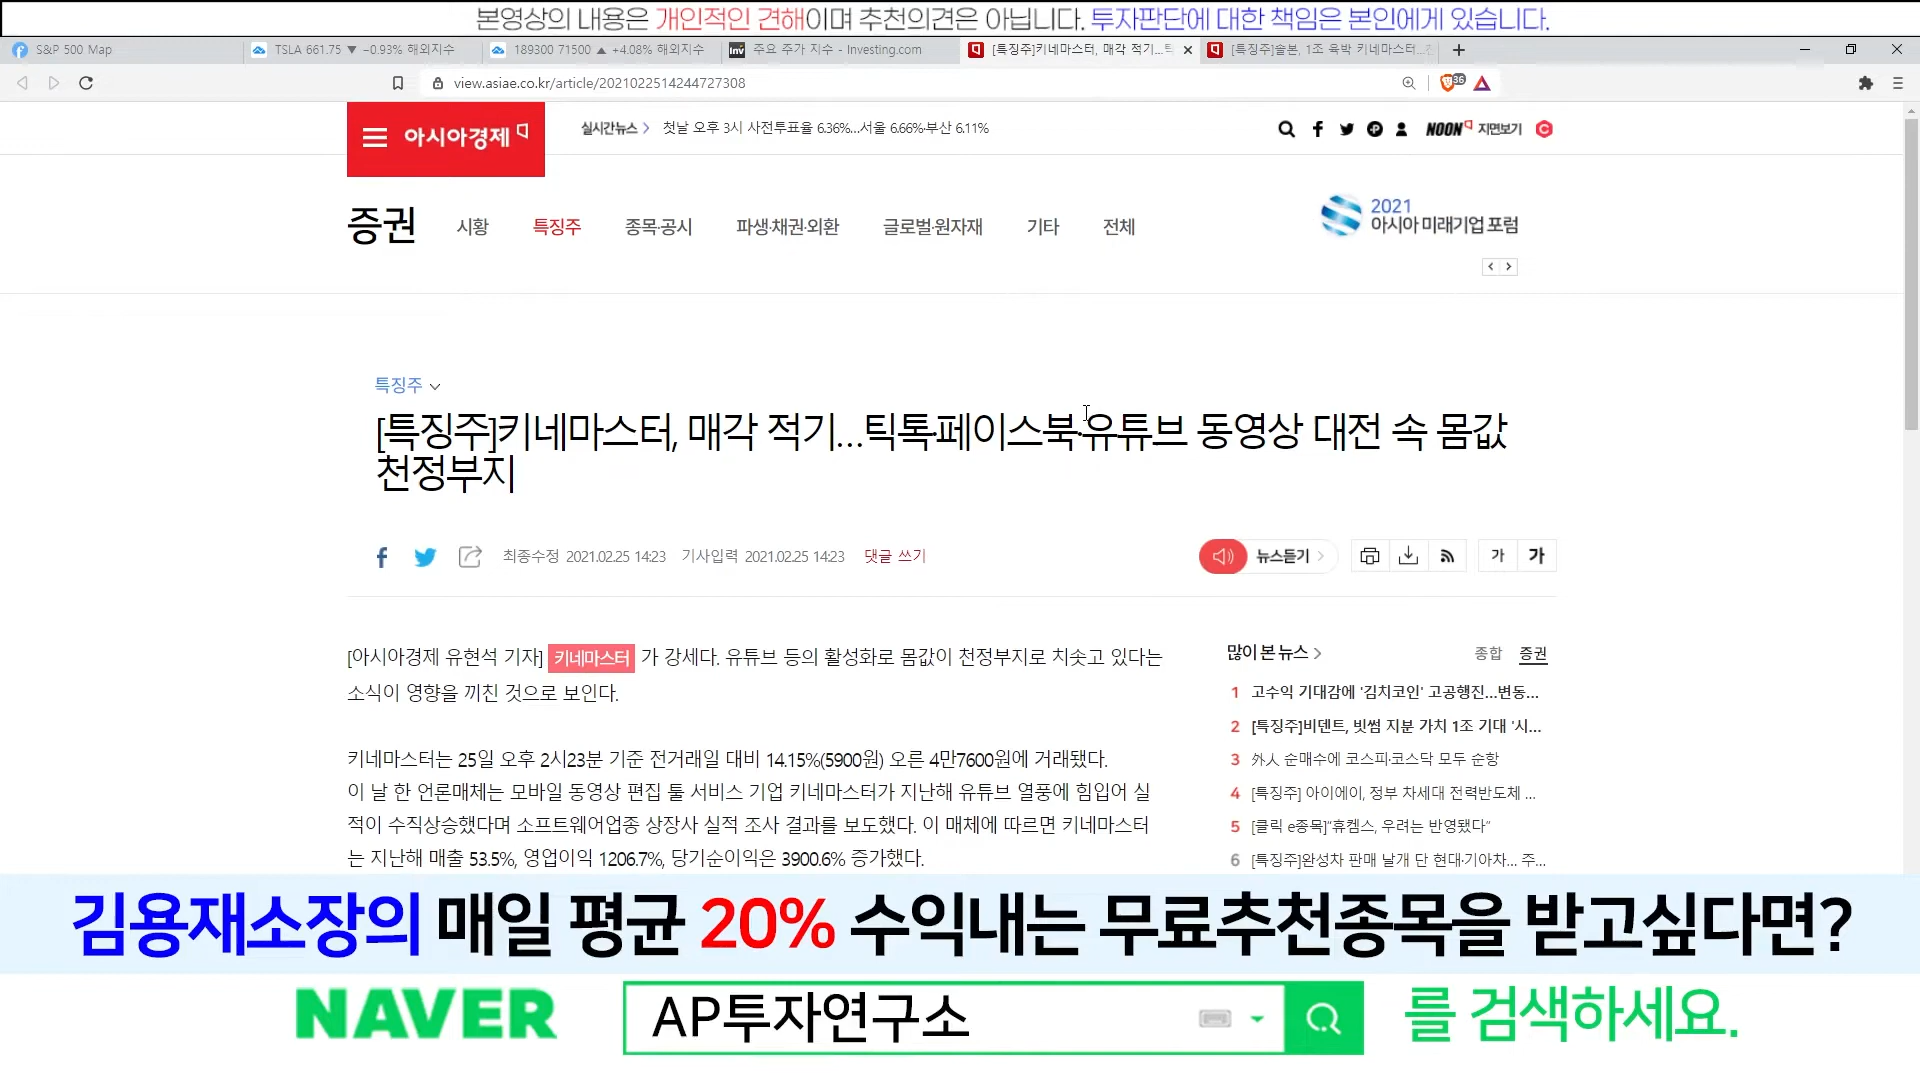 본영상의 내용은 개인적인 견해이며 추천의견은 아닙니다. 투자판단에 대한 책임은 본인에게 있습니다.
S&P 500 Map
TSLA 661.75 ▼ −0.93% 해외지수
189300 71500 ▲ +4.08% 해외지수
주요 주가 지수 - Investing.com
[특징주]키네마스터, 매각 적기...틱
[특징주]솔본, 1조 육박 키네마스터...
view.asiae.co.kr/article/2021022514244727308
36
아시아경제
실시간뉴스 > 첫날 오후 3시 사전투표율 6.36%...서울 6.66%·부산 6.11%
NOON 지면보기
증권 시황 특징주 종목·공시 파생·채권·외환 글로벌·원자재 기타 전체
2021
아시아 미래기업 포럼
특징주
[특징주]키네마스터, 매각 적기...틱톡·페이스북·유튜브 동영상 대전 속 몸값
천정부지
최종수정 2021.02.25 14:23 기사입력 2021.02.25 14:23 댓글 쓰기
뉴스듣기 >
가 가
[아시아경제 유현석 기자] 키네마스터 가 강세다. 유튜브 등의 활성화로 몸값이 천정부지로 치솟고 있다는
소식이 영향을 끼친 것으로 보인다.
키네마스터는 25일 오후 2시23분 기준 전거래일 대비 14.15%(5900원) 오른 4만7600원에 거래됐다.
이 날 한 언론매체는 모바일 동영상 편집 툴 서비스 기업 키네마스터가 지난해 유튜브 열풍에 힘입어 실
적이 수직상승했다며 소프트웨어업종 상장사 실적 조사 결과를 보도했다. 이 매체에 따르면 키네마스터
는 지난해 매출 53.5%, 영업이익 1206.7%, 당기순이익은 3900.6% 증가했다.
많이 본 뉴스 >
종합 증권
1 고수익 기대감에 '김치코인' 고공행진...변동...
2 [특징주]비덴트, 빗썸 지분 가치 1조 기대 '시...
3 外人 순매수에 코스피·코스닥 모두 순항
4 [특징주] 아이에이, 정부 차세대 전력반도체 ...
5 [클릭 e종목]"휴켐스, 우려는 반영됐다"
6 [특징주]완성차 판매 날개 단 현대·기아차... 주...
김용재소장의 매일 평균 20% 수익내는 무료추천종목을 받고싶다면?
NAVER AP투자연구소 를 검색하세요.